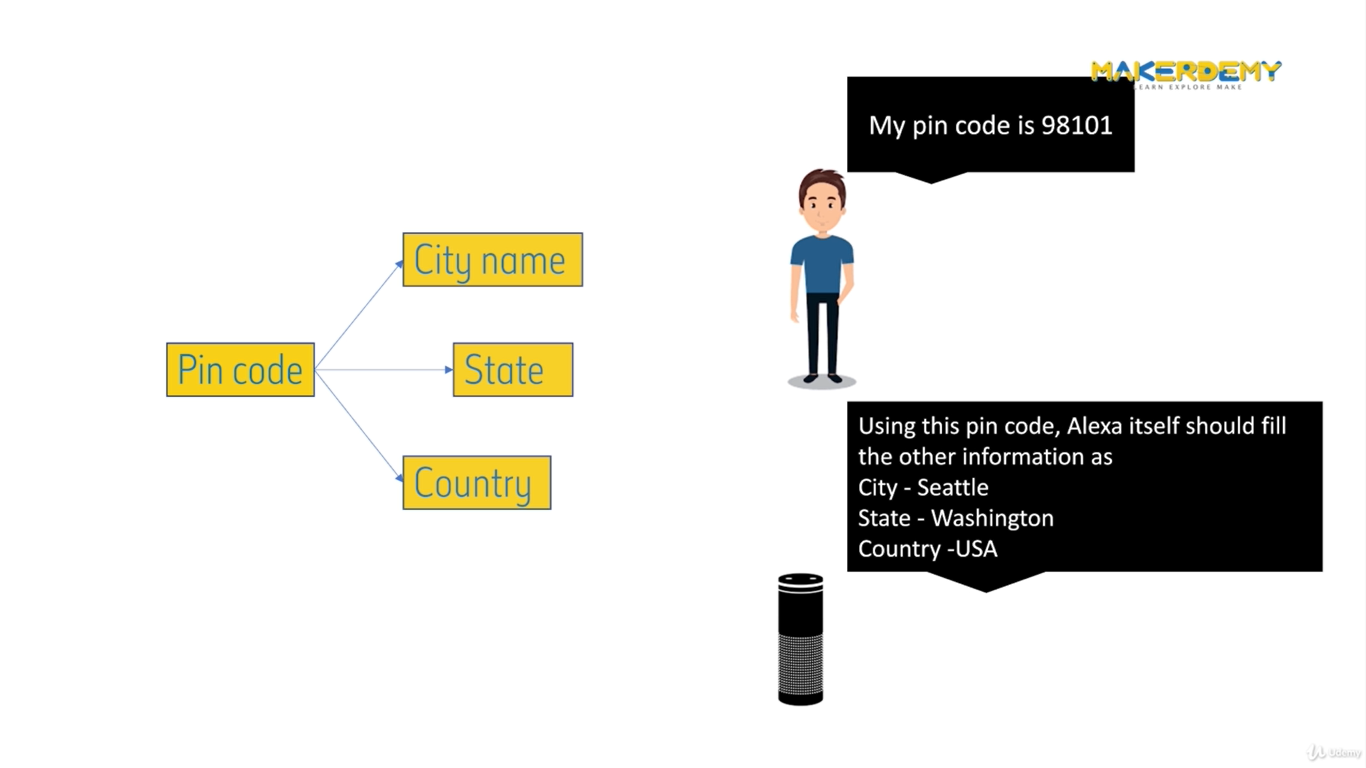 MAKERDEMY
LEARN EXPLORE MAKE
My pin code is 98101
City name
Pin code
State
Country
Using this pin code, Alexa itself should fill
the other information as
City - Seattle
State - Washington
Country -USA
Udemy